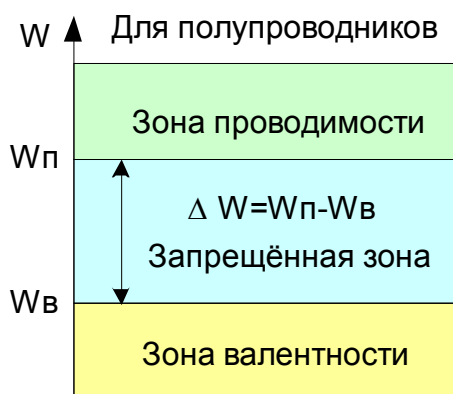 W Для полупроводников
Зона проводимости
Wп
Δ W=Wп-Wв
Запрещённая зона
Wв
Зона валентности